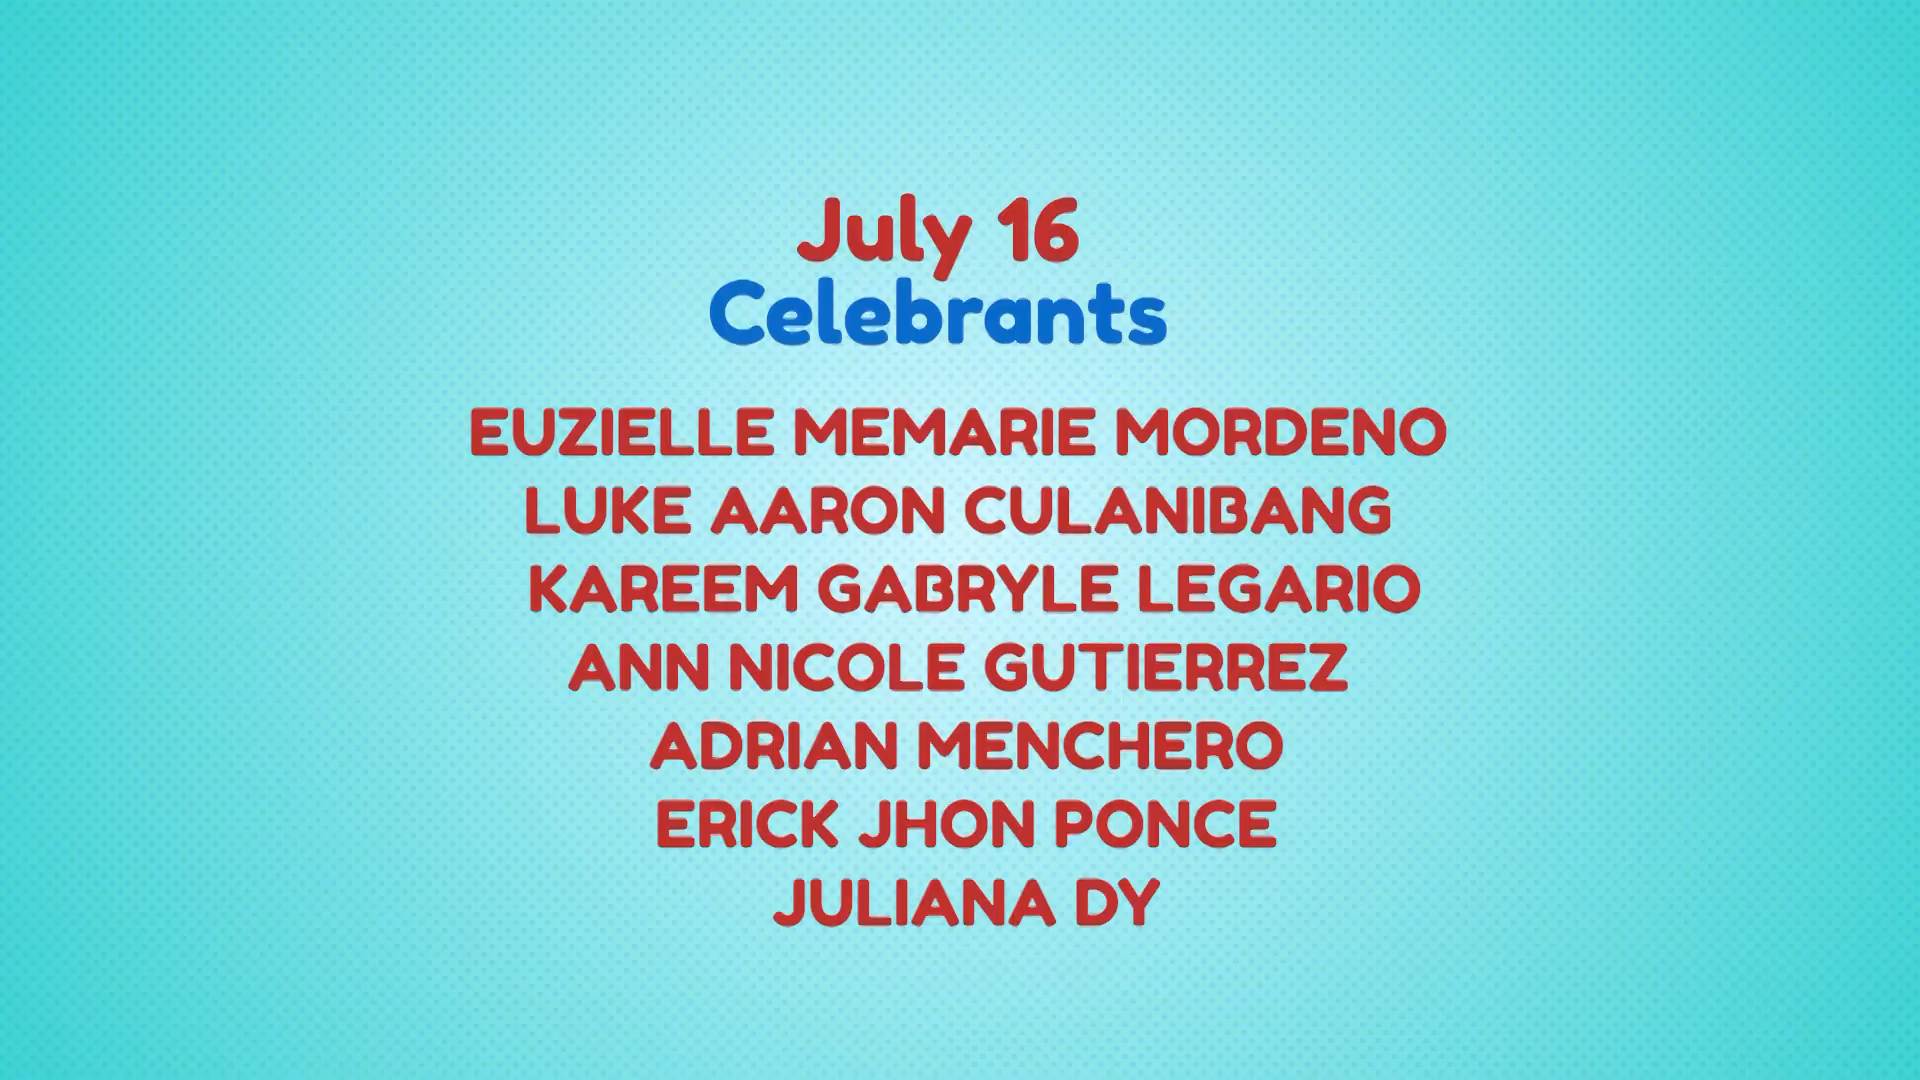 July 16
Celebrants
EUZIELLE MEMARIE MORDENO
LUKE AARON CULANIBANG
KAREEM GABRYLE LEGARIO
ANN NICOLE GUTIERREZ
ADRIAN MENCHERO
ERICK JHON PONCE
JULIANA DY